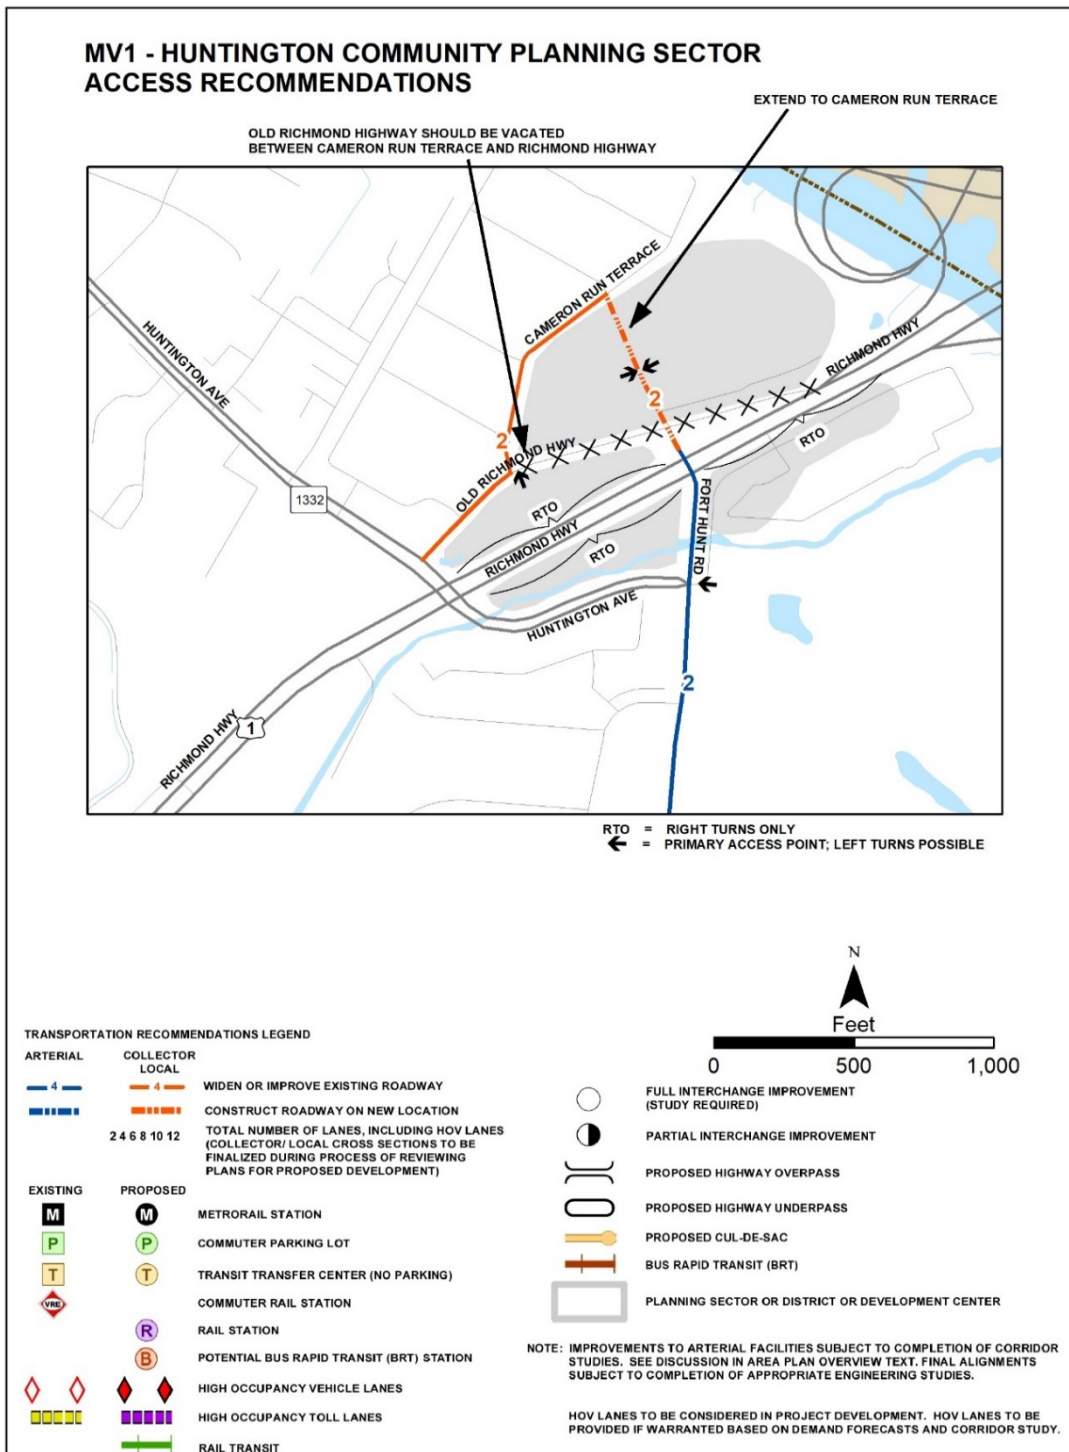 MV1 - HUNTINGTON COMMUNITY PLANNING SECTOR
ACCESS RECOMMENDATIONS
EXTEND TO CAMERON RUN TERRACE
OLD RICHMOND HIGHWAY SHOULD BE VACATED
BETWEEN CAMERON RUN TERRACE AND RICHMOND HIGHWAY
CAMERON RUN TERRACE
HUNTINGTON AVE
RICHMOND HWY
2
2
OLD RICHMOND HWY
RTO
1332
RTO
RICHMOND HWY
RTO
FORT HUNT RD
HUNTINGTON AVE
2
RICHMOND HWY
1
RTO = RIGHT TURNS ONLY
= PRIMARY ACCESS POINT; LEFT TURNS POSSIBLE
N
Feet
0 500 1,000
TRANSPORTATION RECOMMENDATIONS LEGEND
ARTERIAL COLLECTOR
LOCAL
4 4 WIDEN OR IMPROVE EXISTING ROADWAY
CONSTRUCT ROADWAY ON NEW LOCATION
2 4 6 8 10 12 TOTAL NUMBER OF LANES, INCLUDING HOV LANES
(COLLECTOR/ LOCAL CROSS SECTIONS TO BE
FINALIZED DURING PROCESS OF REVIEWING
PLANS FOR PROPOSED DEVELOPMENT)
EXISTING PROPOSED
M M METRORAIL STATION
P P COMMUTER PARKING LOT
T T TRANSIT TRANSFER CENTER (NO PARKING)
VRE COMMUTER RAIL STATION
R RAIL STATION
B POTENTIAL BUS RAPID TRANSIT (BRT) STATION
HIGH OCCUPANCY VEHICLE LANES
HIGH OCCUPANCY TOLL LANES
RAIL TRANSIT
FULL INTERCHANGE IMPROVEMENT
(STUDY REQUIRED)
PARTIAL INTERCHANGE IMPROVEMENT
PROPOSED HIGHWAY OVERPASS
PROPOSED HIGHWAY UNDERPASS
PROPOSED CUL-DE-SAC
BUS RAPID TRANSIT (BRT)
PLANNING SECTOR OR DISTRICT OR DEVELOPMENT CENTER
NOTE: IMPROVEMENTS TO ARTERIAL FACILITIES SUBJECT TO COMPLETION OF CORRIDOR
STUDIES. SEE DISCUSSION IN AREA PLAN OVERVIEW TEXT. FINAL ALIGNMENTS
SUBJECT TO COMPLETION OF APPROPRIATE ENGINEERING STUDIES.
HOV LANES TO BE CONSIDERED IN PROJECT DEVELOPMENT. HOV LANES TO BE
PROVIDED IF WARRANTED BASED ON DEMAND FORECASTS AND CORRIDOR STUDY.